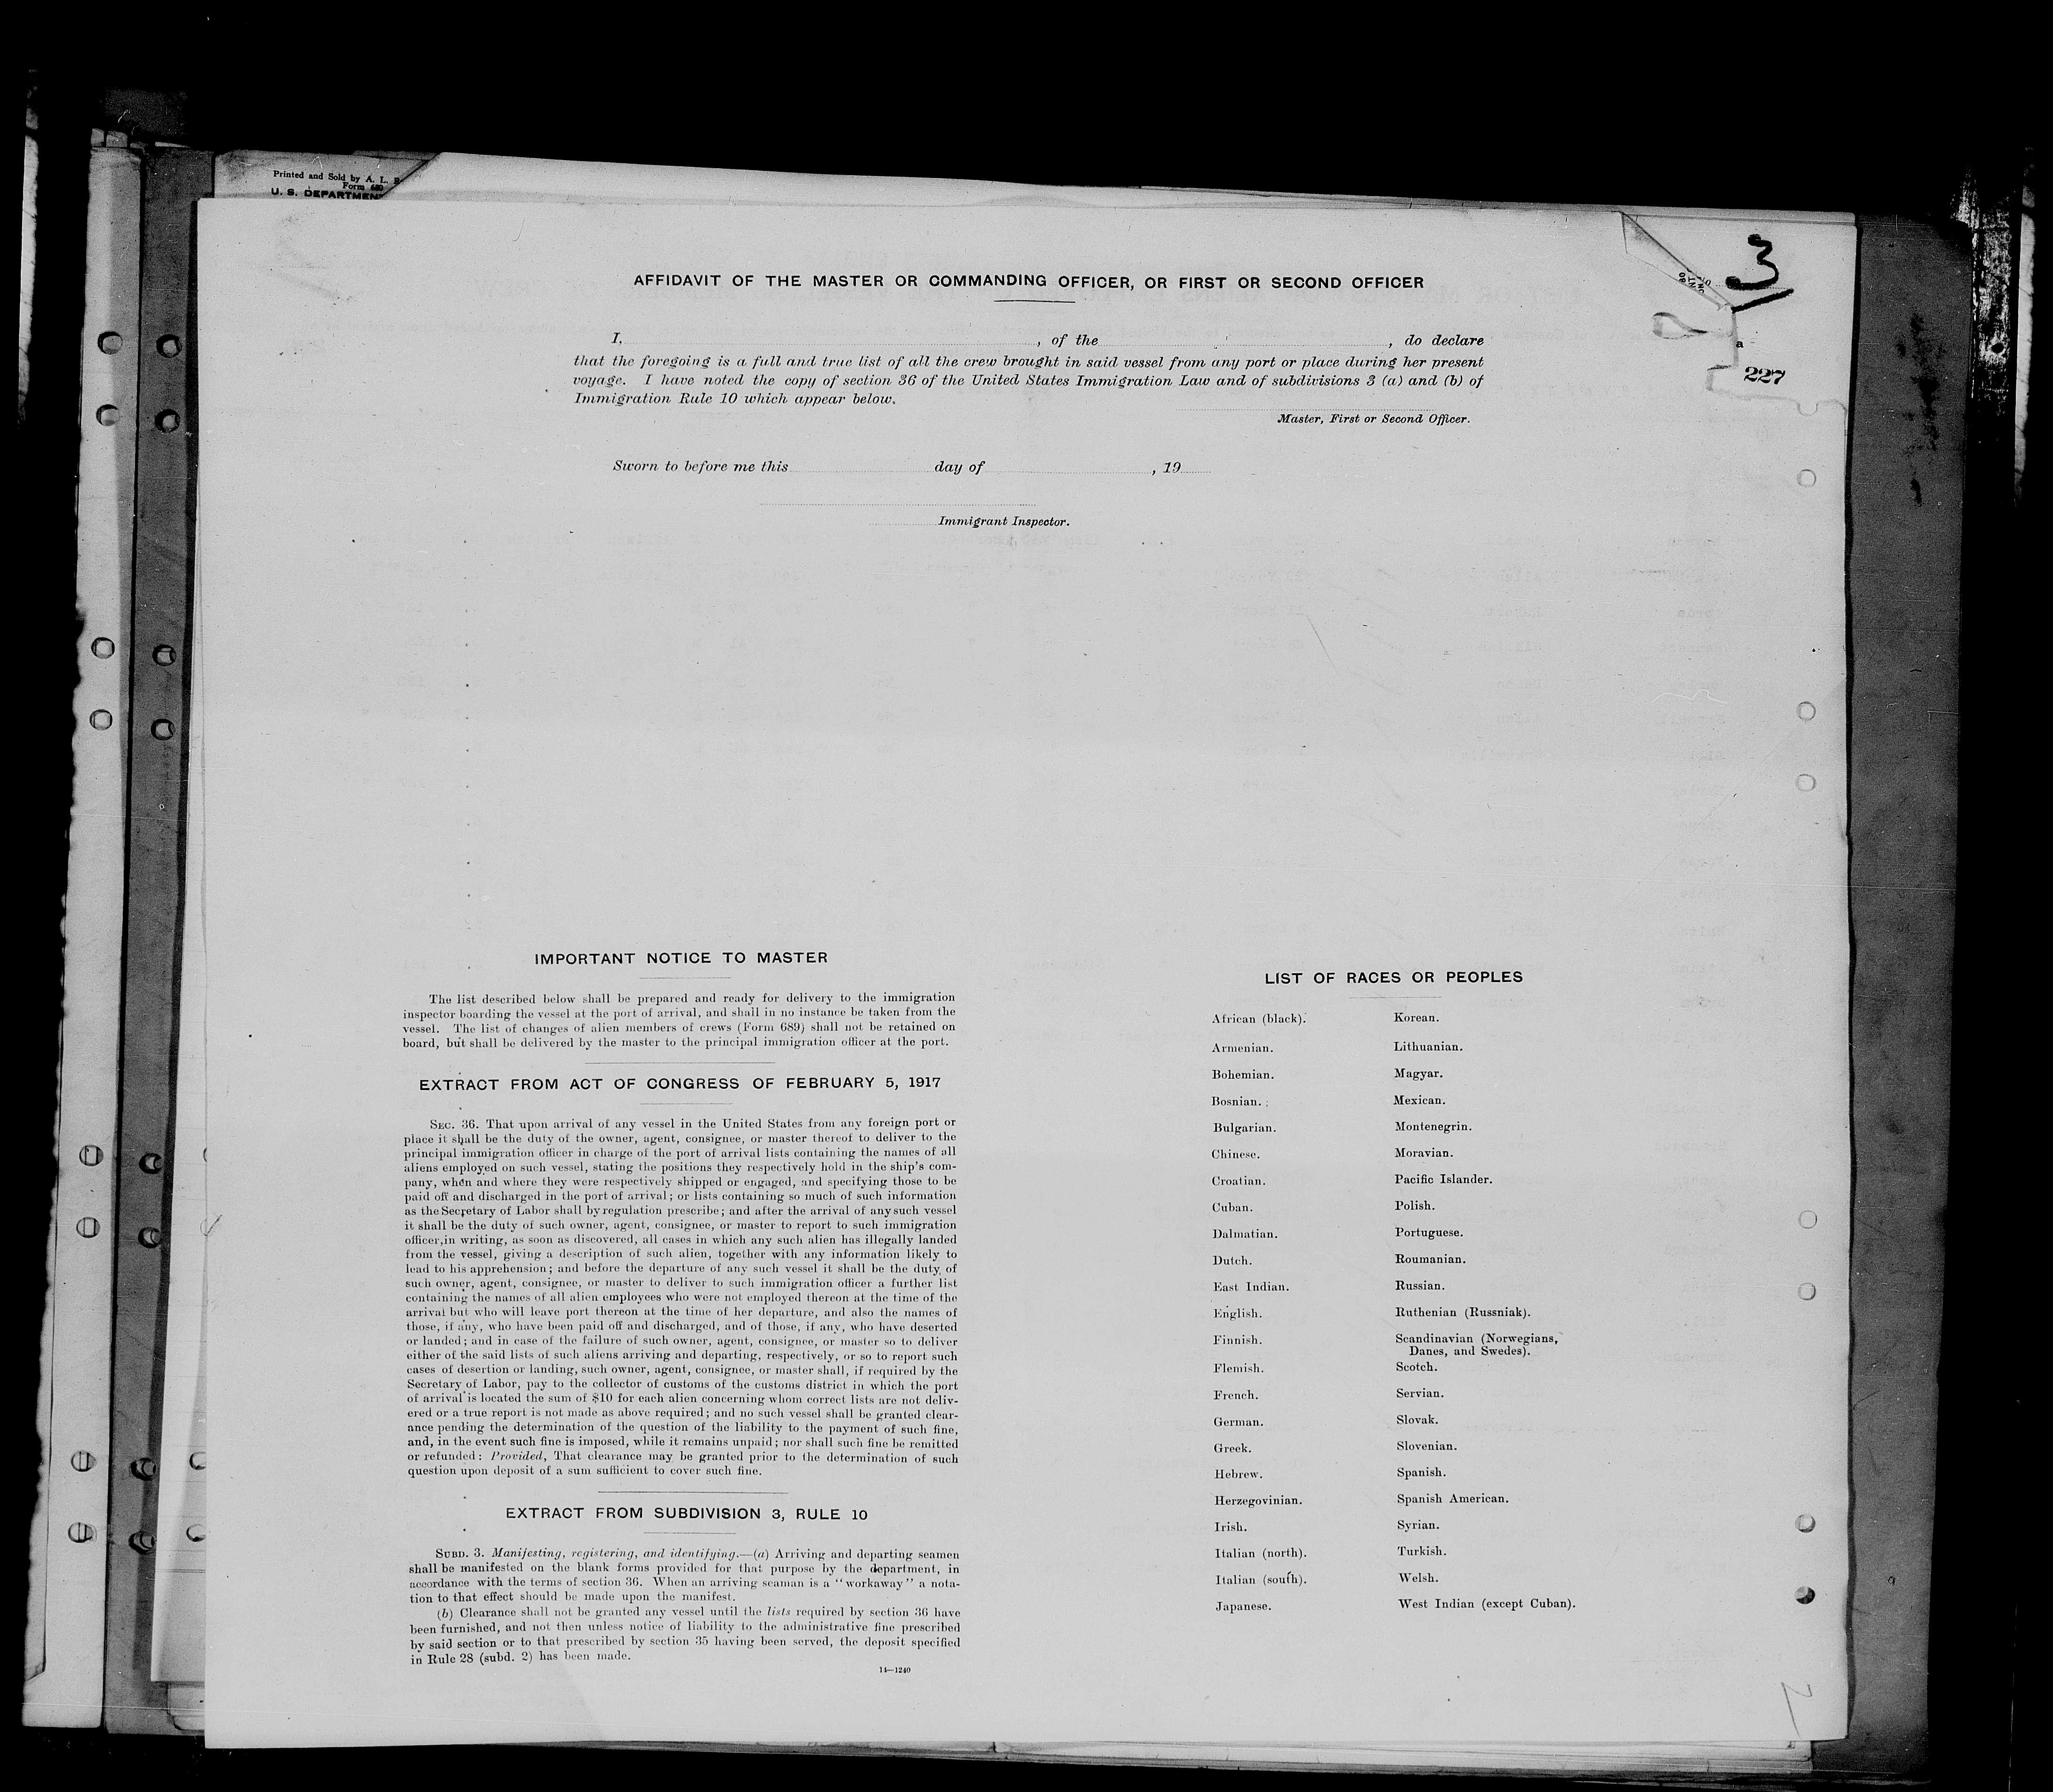 Printed and Sold by A. L.
Form 680
U. S. DEPARTMENT
3
227
AFFIDAVIT OF THE MASTER OR COMMANDING OFFICER, OR FIRST OR SECOND OFFICER
I, , of the , do declare
that the foregoing is a full and true list of all the crew brought in said vessel from any port or place during her present
voyage. I have noted the copy of section 36 of the United States Immigration Law and of subdivisions 3 (a) and (b) of
Immigration Rule 10 which appear below.
Master, First or Second Officer.
Sworn to before me this day of , 19
Immigrant Inspector.
IMPORTANT NOTICE TO MASTER
The list described below shall be prepared and ready for delivery to the immigration
inspector boarding the vessel at the port of arrival, and shall in no instance be taken from the
vessel. The list of changes of alien members of crews (Form 689) shall not be retained on
board, but shall be delivered by the master to the principal immigration officer at the port.
EXTRACT FROM ACT OF CONGRESS OF FEBRUARY 5, 1917
SEC. 36. That upon arrival of any vessel in the United States from any foreign port or
place it shall be the duty of the owner, agent, consignee, or master thereof to deliver to the
principal immigration officer in charge of the port of arrival lists containing the names of all
aliens employed on such vessel, stating the positions they respectively hold in the ship's com-
pany, when and where they were respectively shipped or engaged, and specifying those to be
paid off and discharged in the port of arrival; or lists containing so much of such information
as the Secretary of Labor shall by regulation prescribe; and after the arrival of any such vessel
it shall be the duty of such owner, agent, consignee, or master to report to such immigration
officer, in writing, as soon as discovered, all cases in which any such alien has illegally landed
from the vessel, giving a description of such alien, together with any information likely to
lead to his apprehension; and before the departure of any such vessel it shall be the duty of
such owner, agent, consignee, or master to deliver to such immigration officer a further list
containing the names of all alien employees who were not employed thereon at the time of the
arrival but who will leave port thereon at the time of her departure, and also the names of
those, if any, who have been paid off and discharged, and of those, if any, who have deserted
or landed; and in case of the failure of such owner, agent, consignee, or master so to deliver
either of the said lists of such aliens arriving and departing, respectively, or so to report such
cases of desertion or landing, such owner, agent, consignee, or master shall, if required by the
Secretary of Labor, pay to the collector of customs of the customs district in which the port
of arrival is located the sum of $10 for each alien concerning whom correct lists are not deliv-
ered or a true report is not made as above required; and no such vessel shall be granted clear-
ance pending the determination of the question of the liability to the payment of such fine,
and, in the event such fine is imposed, while it remains unpaid; nor shall such fine be remitted
or refunded: Provided, That clearance may be granted prior to the determination of such
question upon deposit of a sum sufficient to cover such fine.
EXTRACT FROM SUBDIVISION 3, RULE 10
SUBD. 3. Manifesting, registering, and identifying.—(a) Arriving and departing seamen
shall be manifested on the blank forms provided for that purpose by the department, in
accordance with the terms of section 36. When an arriving seaman is a "workaway" a nota-
tion to that effect should be made upon the manifest.
(b) Clearance shall not be granted any vessel until the lists required by section 36 have
been furnished, and not then unless notice of liability to the administrative fine prescribed
by said section or to that prescribed by section 35 having been served, the deposit specified
in Rule 28 (subd. 2) has been made.
14—1240
LIST OF RACES OR PEOPLES
African (black).
Armenian.
Bohemian.
Bosnian.
Bulgarian.
Chinese.
Croatian.
Cuban.
Dalmatian.
Dutch.
East Indian.
English.
Finnish.
Flemish.
French.
German.
Greek.
Hebrew.
Herzegovinian.
Irish.
Italian (north).
Italian (south).
Japanese.
Korean.
Lithuanian.
Magyar.
Mexican.
Montenegrin.
Moravian.
Pacific Islander.
Polish.
Portuguese.
Roumanian.
Russian.
Ruthenian (Russniak).
Scandinavian (Norwegians,
Danes, and Swedes).
Scotch.
Servian.
Slovak.
Slovenian.
Spanish.
Spanish American.
Syrian.
Turkish.
Welsh.
West Indian (except Cuban).
2